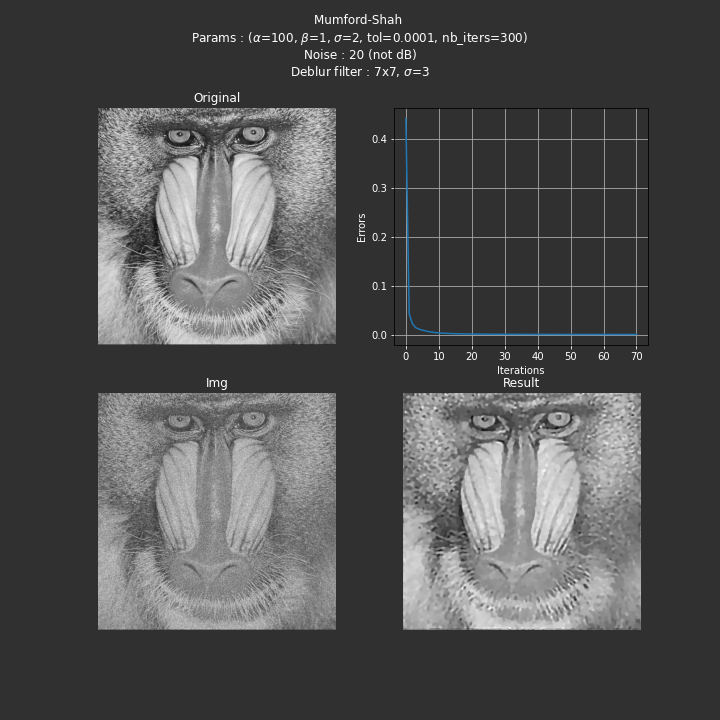 Mumford-Shah
Params : (α=100, β=1, σ=2, tol=0.0001, nb_iters=300)
Noise : 20 (not dB)
Deblur filter : 7x7, σ=3
Original
0.4
0.3
0.2
0.1
0.0
Errors
0 10 20 30 40 50 60 70
Iterations
Img
Result